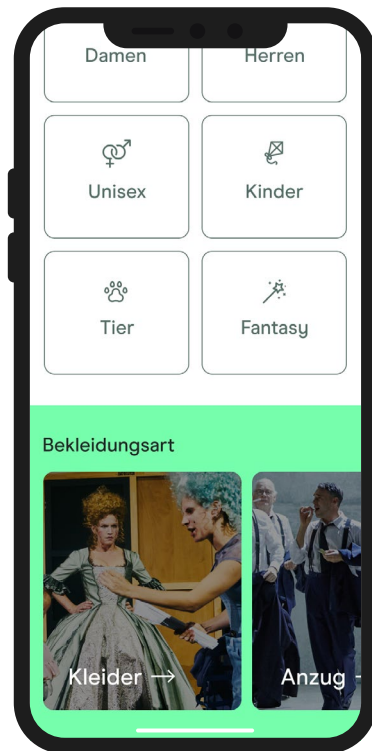 Damen
Herren
Unisex
Kinder
Tier
Fantasy
Bekleidungsart
Kleider →
Anzug